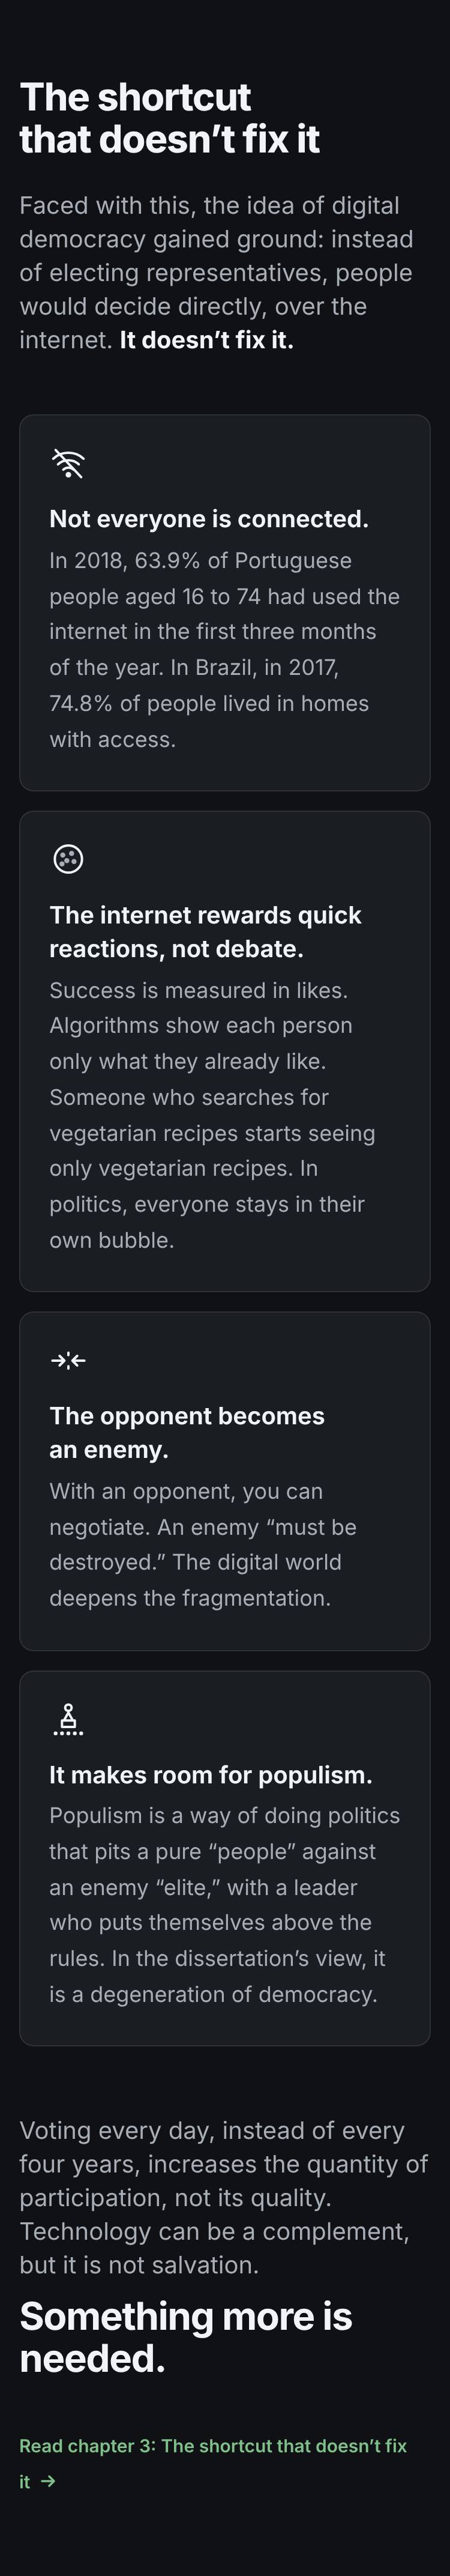 The shortcut
that doesn’t fix it
Faced with this, the idea of digital
democracy gained ground: instead
of electing representatives, people
would decide directly, over the
internet. It doesn’t fix it.
Not everyone is connected.
In 2018, 63.9% of Portuguese
people aged 16 to 74 had used the
internet in the first three months
of the year. In Brazil, in 2017,
74.8% of people lived in homes
with access.
The internet rewards quick
reactions, not debate.
Success is measured in likes.
Algorithms show each person
only what they already like.
Someone who searches for
vegetarian recipes starts seeing
only vegetarian recipes. In
politics, everyone stays in their
own bubble.
The opponent becomes
an enemy.
With an opponent, you can
negotiate. An enemy “must be
destroyed.” The digital world
deepens the fragmentation.
It makes room for populism.
Populism is a way of doing politics
that pits a pure “people” against
an enemy “elite,” with a leader
who puts themselves above the
rules. In the dissertation’s view, it
is a degeneration of democracy.
Voting every day, instead of every
four years, increases the quantity of
participation, not its quality.
Technology can be a complement,
but it is not salvation.
Something more is
needed.
Read chapter 3: The shortcut that doesn’t fix
it →